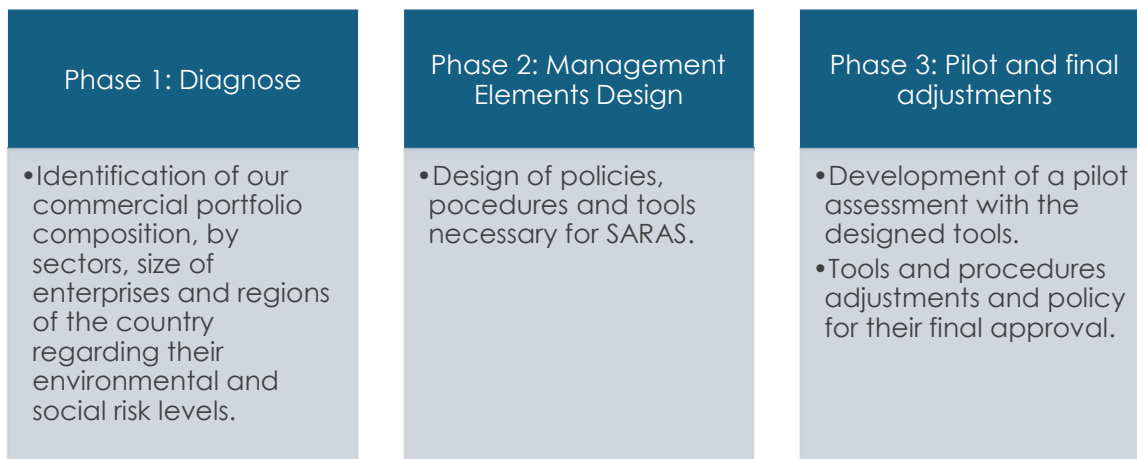 Phase 1: Diagnose
•Identification of our
commercial portfolio
composition, by
sectors, size of
enterprises and regions
of the country
regarding their
environmental and
social risk levels.
Phase 2: Management
Elements Design
•Design of policies,
pocedures and tools
necessary for SARAS.
Phase 3: Pilot and final
adjustments
•Development of a pilot
assessment with the
designed tools.
•Tools and procedures
adjustments and policy
for their final approval.